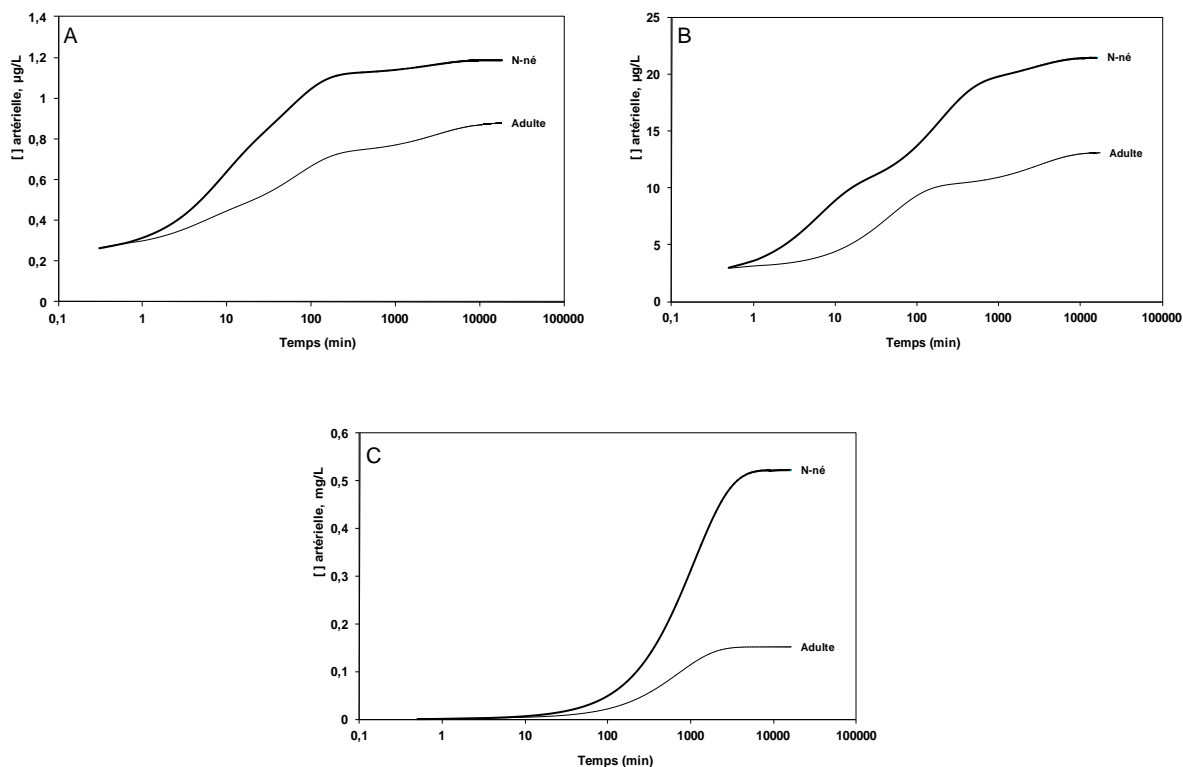 A
1,4
1,2
1
0,8
0,6
0,4
0,2
0
[ ] artérielle, µg/L
N-né
Adulte
0,1 1 10 100 1000 10000 100000
Temps (min)
B
25
20
15
10
5
0
[ ] artérielle, µg/L
N-né
Adulte
0,1 1 10 100 1000 10000 100000
Temps (min)
C
0,6
0,5
0,4
0,3
0,2
0,1
0
[ ] artérielle, mg/L
N-né
Adulte
0,1 1 10 100 1000 10000 100000
Temps (min)